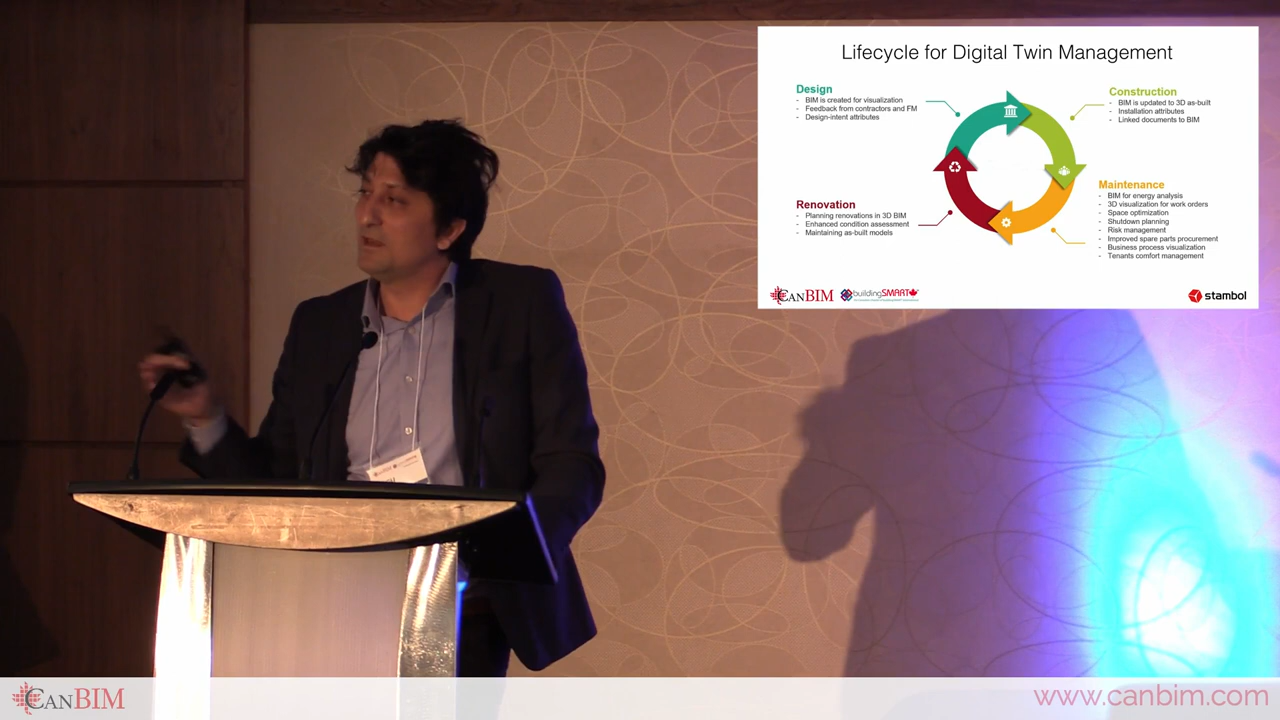 Lifecycle for Digital Twin Management
Design
- BIM is created for visualization
- Feedback from contractors and FM
- Design-intent attributes
Construction
- BIM is updated to 3D as-built
- Installation attributes
- Linked documents to BIM
Maintenance
- BIM for energy analysis
- 3D visualization for work orders
- Space optimization
- Shutdown planning
- Risk management
- Improved spare parts procurement
- Business process visualization
- Tenants comfort management
Renovation
- Planning renovations in 3D BIM
- Enhanced condition assessment
- Maintaining as-built models
CANBIM
buildingSMART
stambol
CANBIM
www.canbim.com